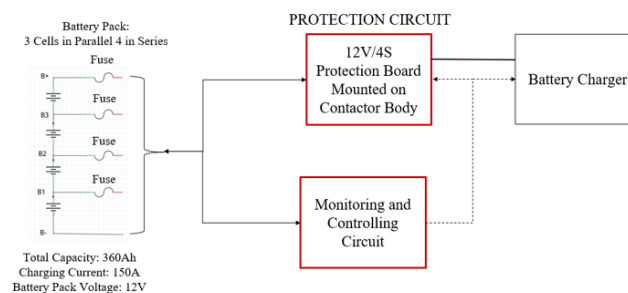 Battery Pack:
3 Cells in Parallel 4 in Series
PROTECTION CIRCUIT
B+
Fuse
B3
Fuse
B2
Fuse
B1
Fuse
B-
12V/4S
Protection Board
Mounted on
Contactor Body
Battery Charger
Monitoring and
Controlling
Circuit
Total Capacity: 360Ah
Charging Current: 150A
Battery Pack Voltage: 12V